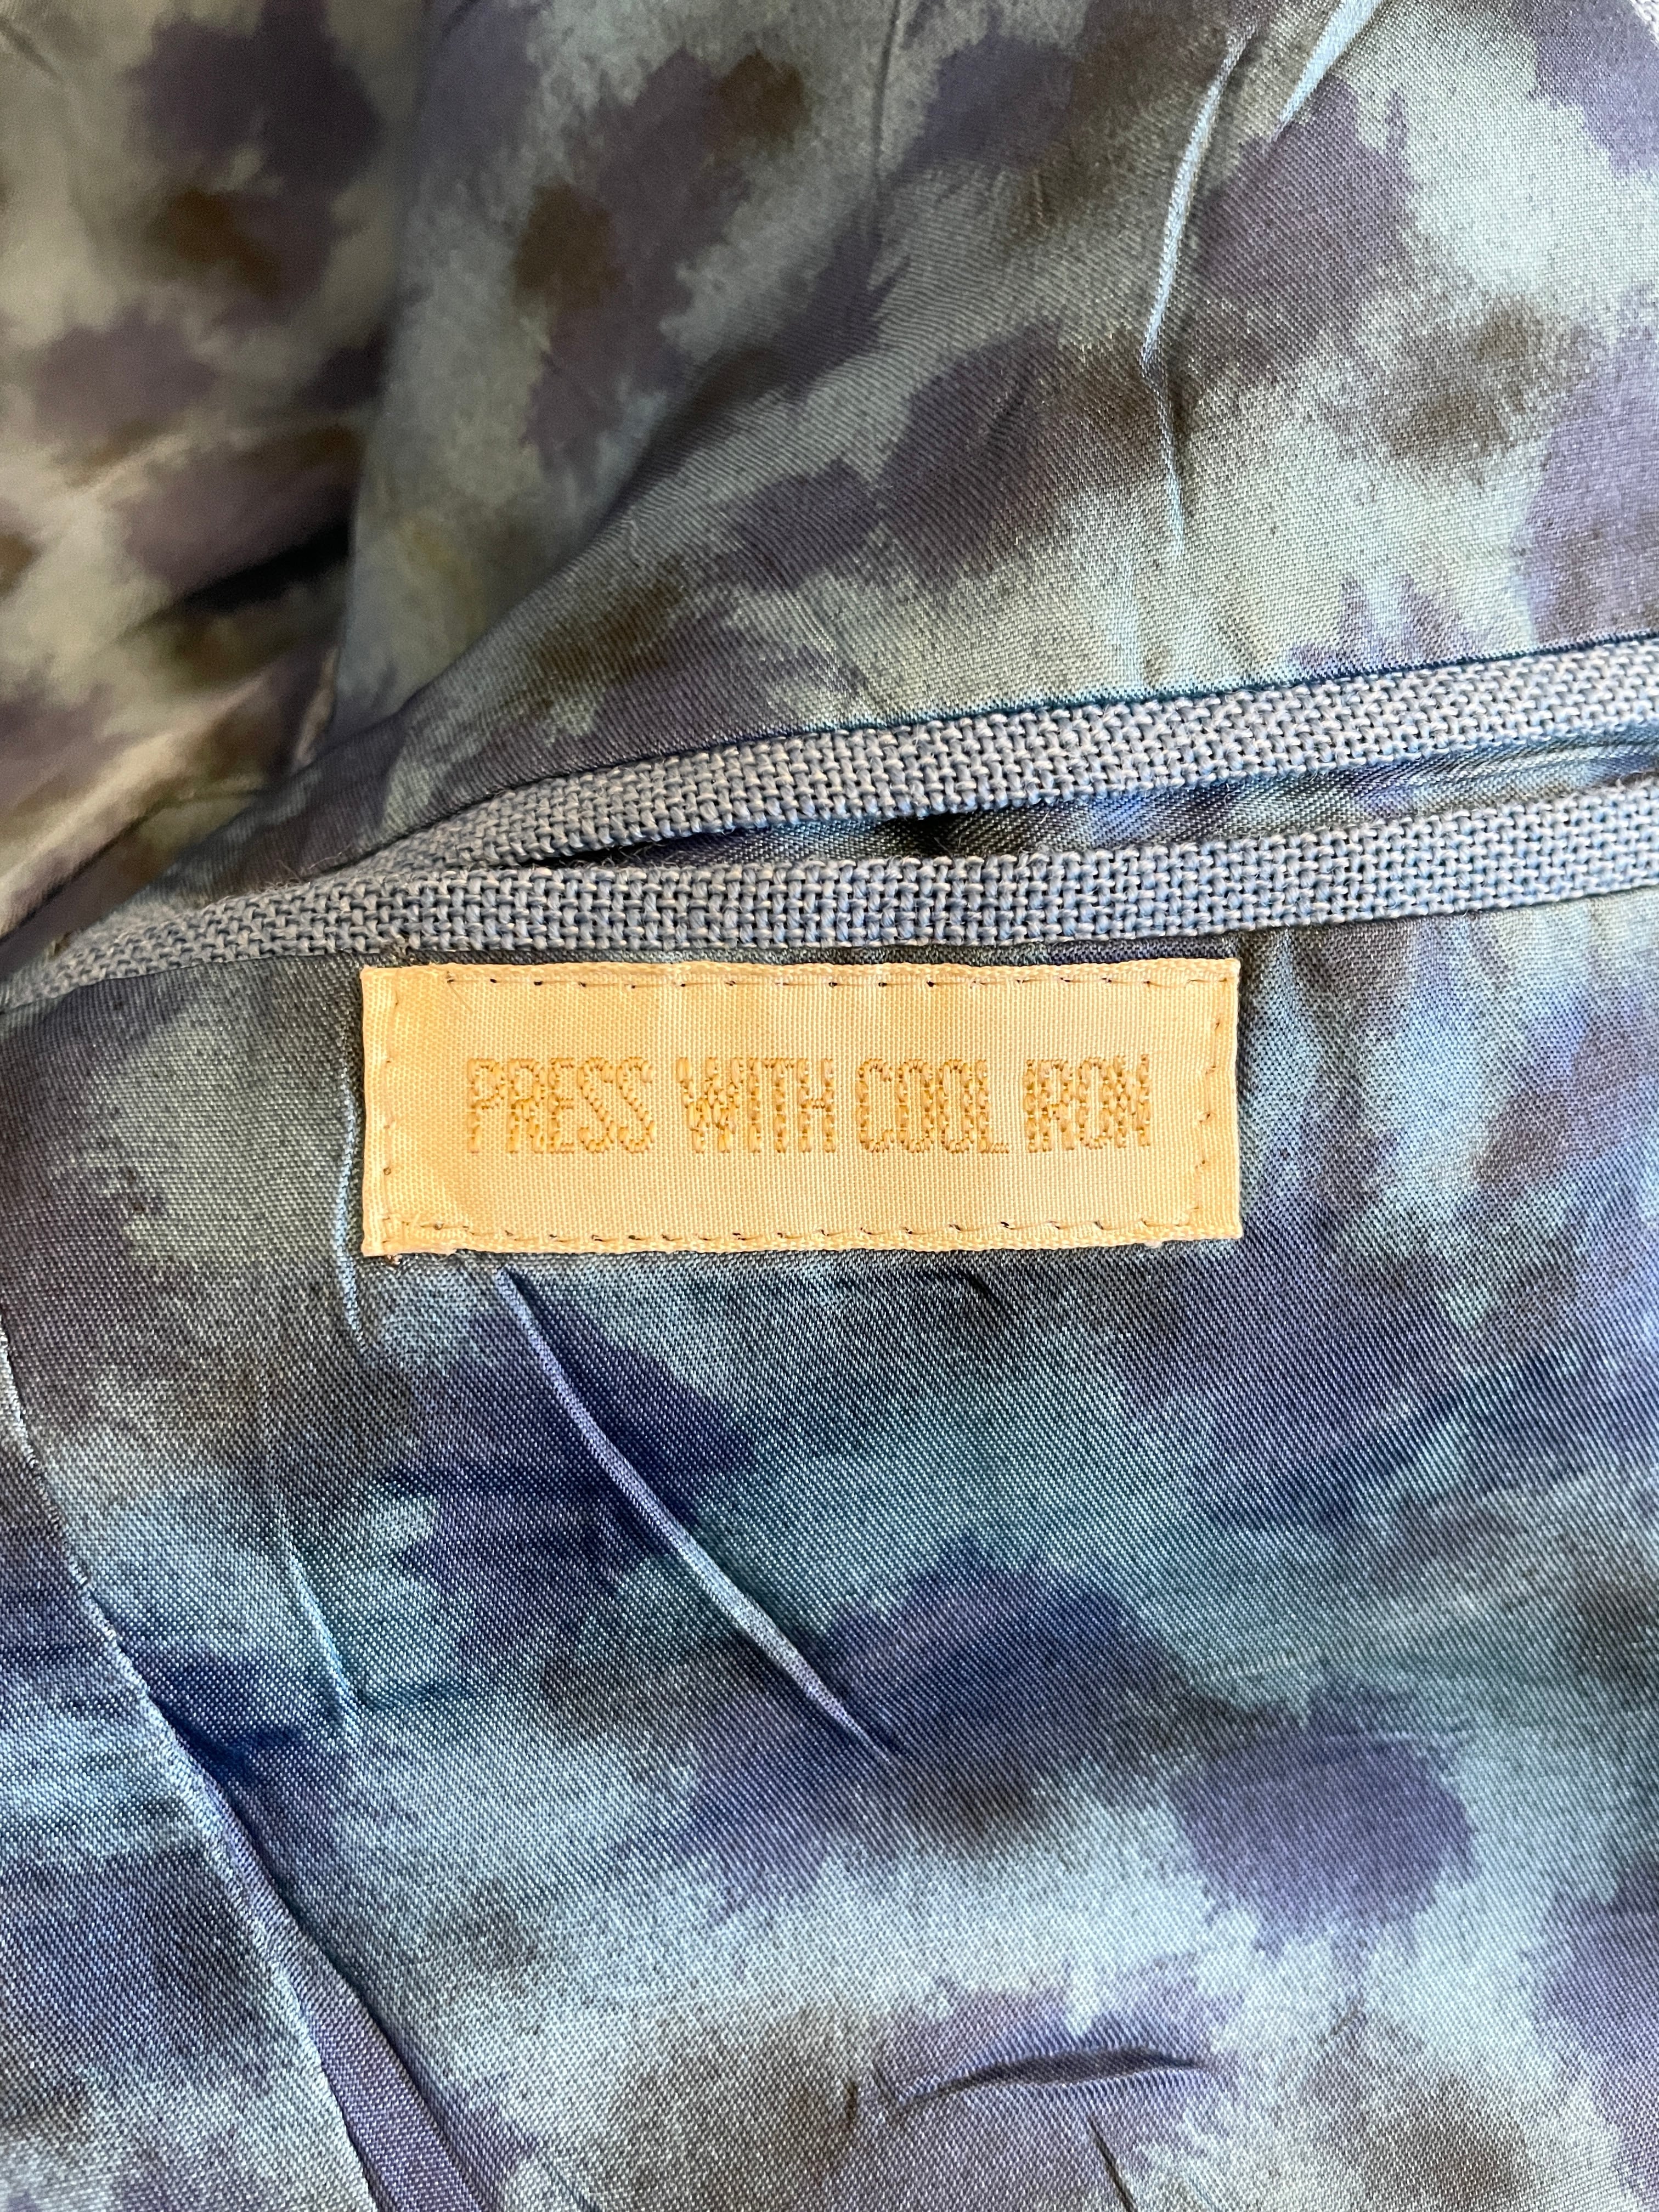 PRESS WITH COOL IRON